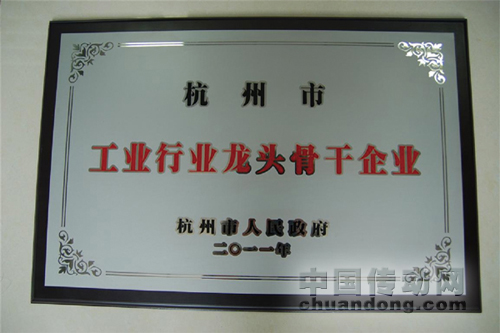 杭州市
工业行业龙头骨干企业
杭州市人民政府
二〇一一年
中国传动网
chuandong.com